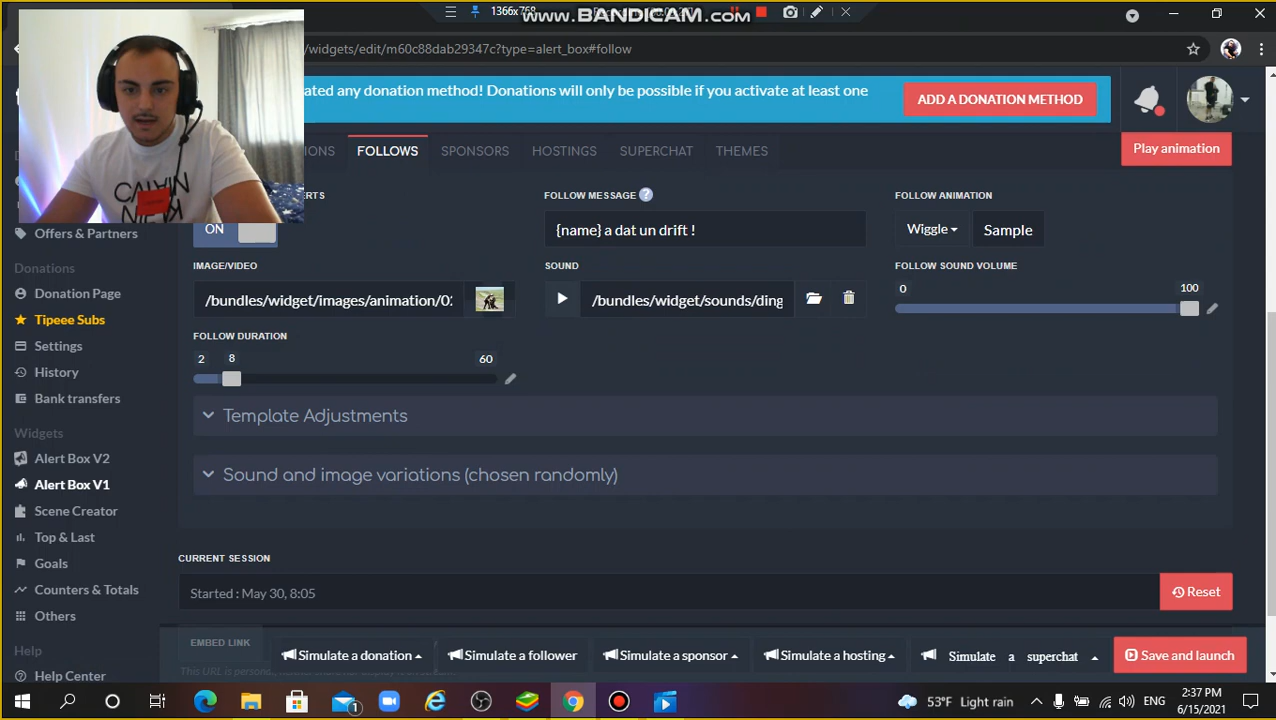 1366x768
www.BANDICAM.com
/widgets/edit/m60c88dab29347c?type=alert_box#follow
ated any donation method! Donations will only be possible if you activate at least one
ADD A DONATION METHOD
IONS
FOLLOWS
SPONSORS
HOSTINGS
SUPERCHAT
THEMES
Play animation
ERTS
FOLLOW MESSAGE ?
FOLLOW ANIMATION
ON
{name} a dat un drift !
Wiggle
Sample
IMAGE/VIDEO
SOUND
FOLLOW SOUND VOLUME
/bundles/widget/images/animation/02
/bundles/widget/sounds/ding
0
100
FOLLOW DURATION
2
8
60
Template Adjustments
Sound and image variations (chosen randomly)
CURRENT SESSION
Started : May 30, 8:05
Reset
EMBED LINK
Simulate a donation
Simulate a follower
Simulate a sponsor
Simulate a hosting
Simulate a superchat
Save and launch
Offers & Partners
Donations
Donation Page
Tipeee Subs
Settings
History
Bank transfers
Widgets
Alert Box V2
Alert Box V1
Scene Creator
Top & Last
Goals
Counters & Totals
Others
Help
Help Center
1
53°F Light rain
ENG
2:37 PM
6/15/2021